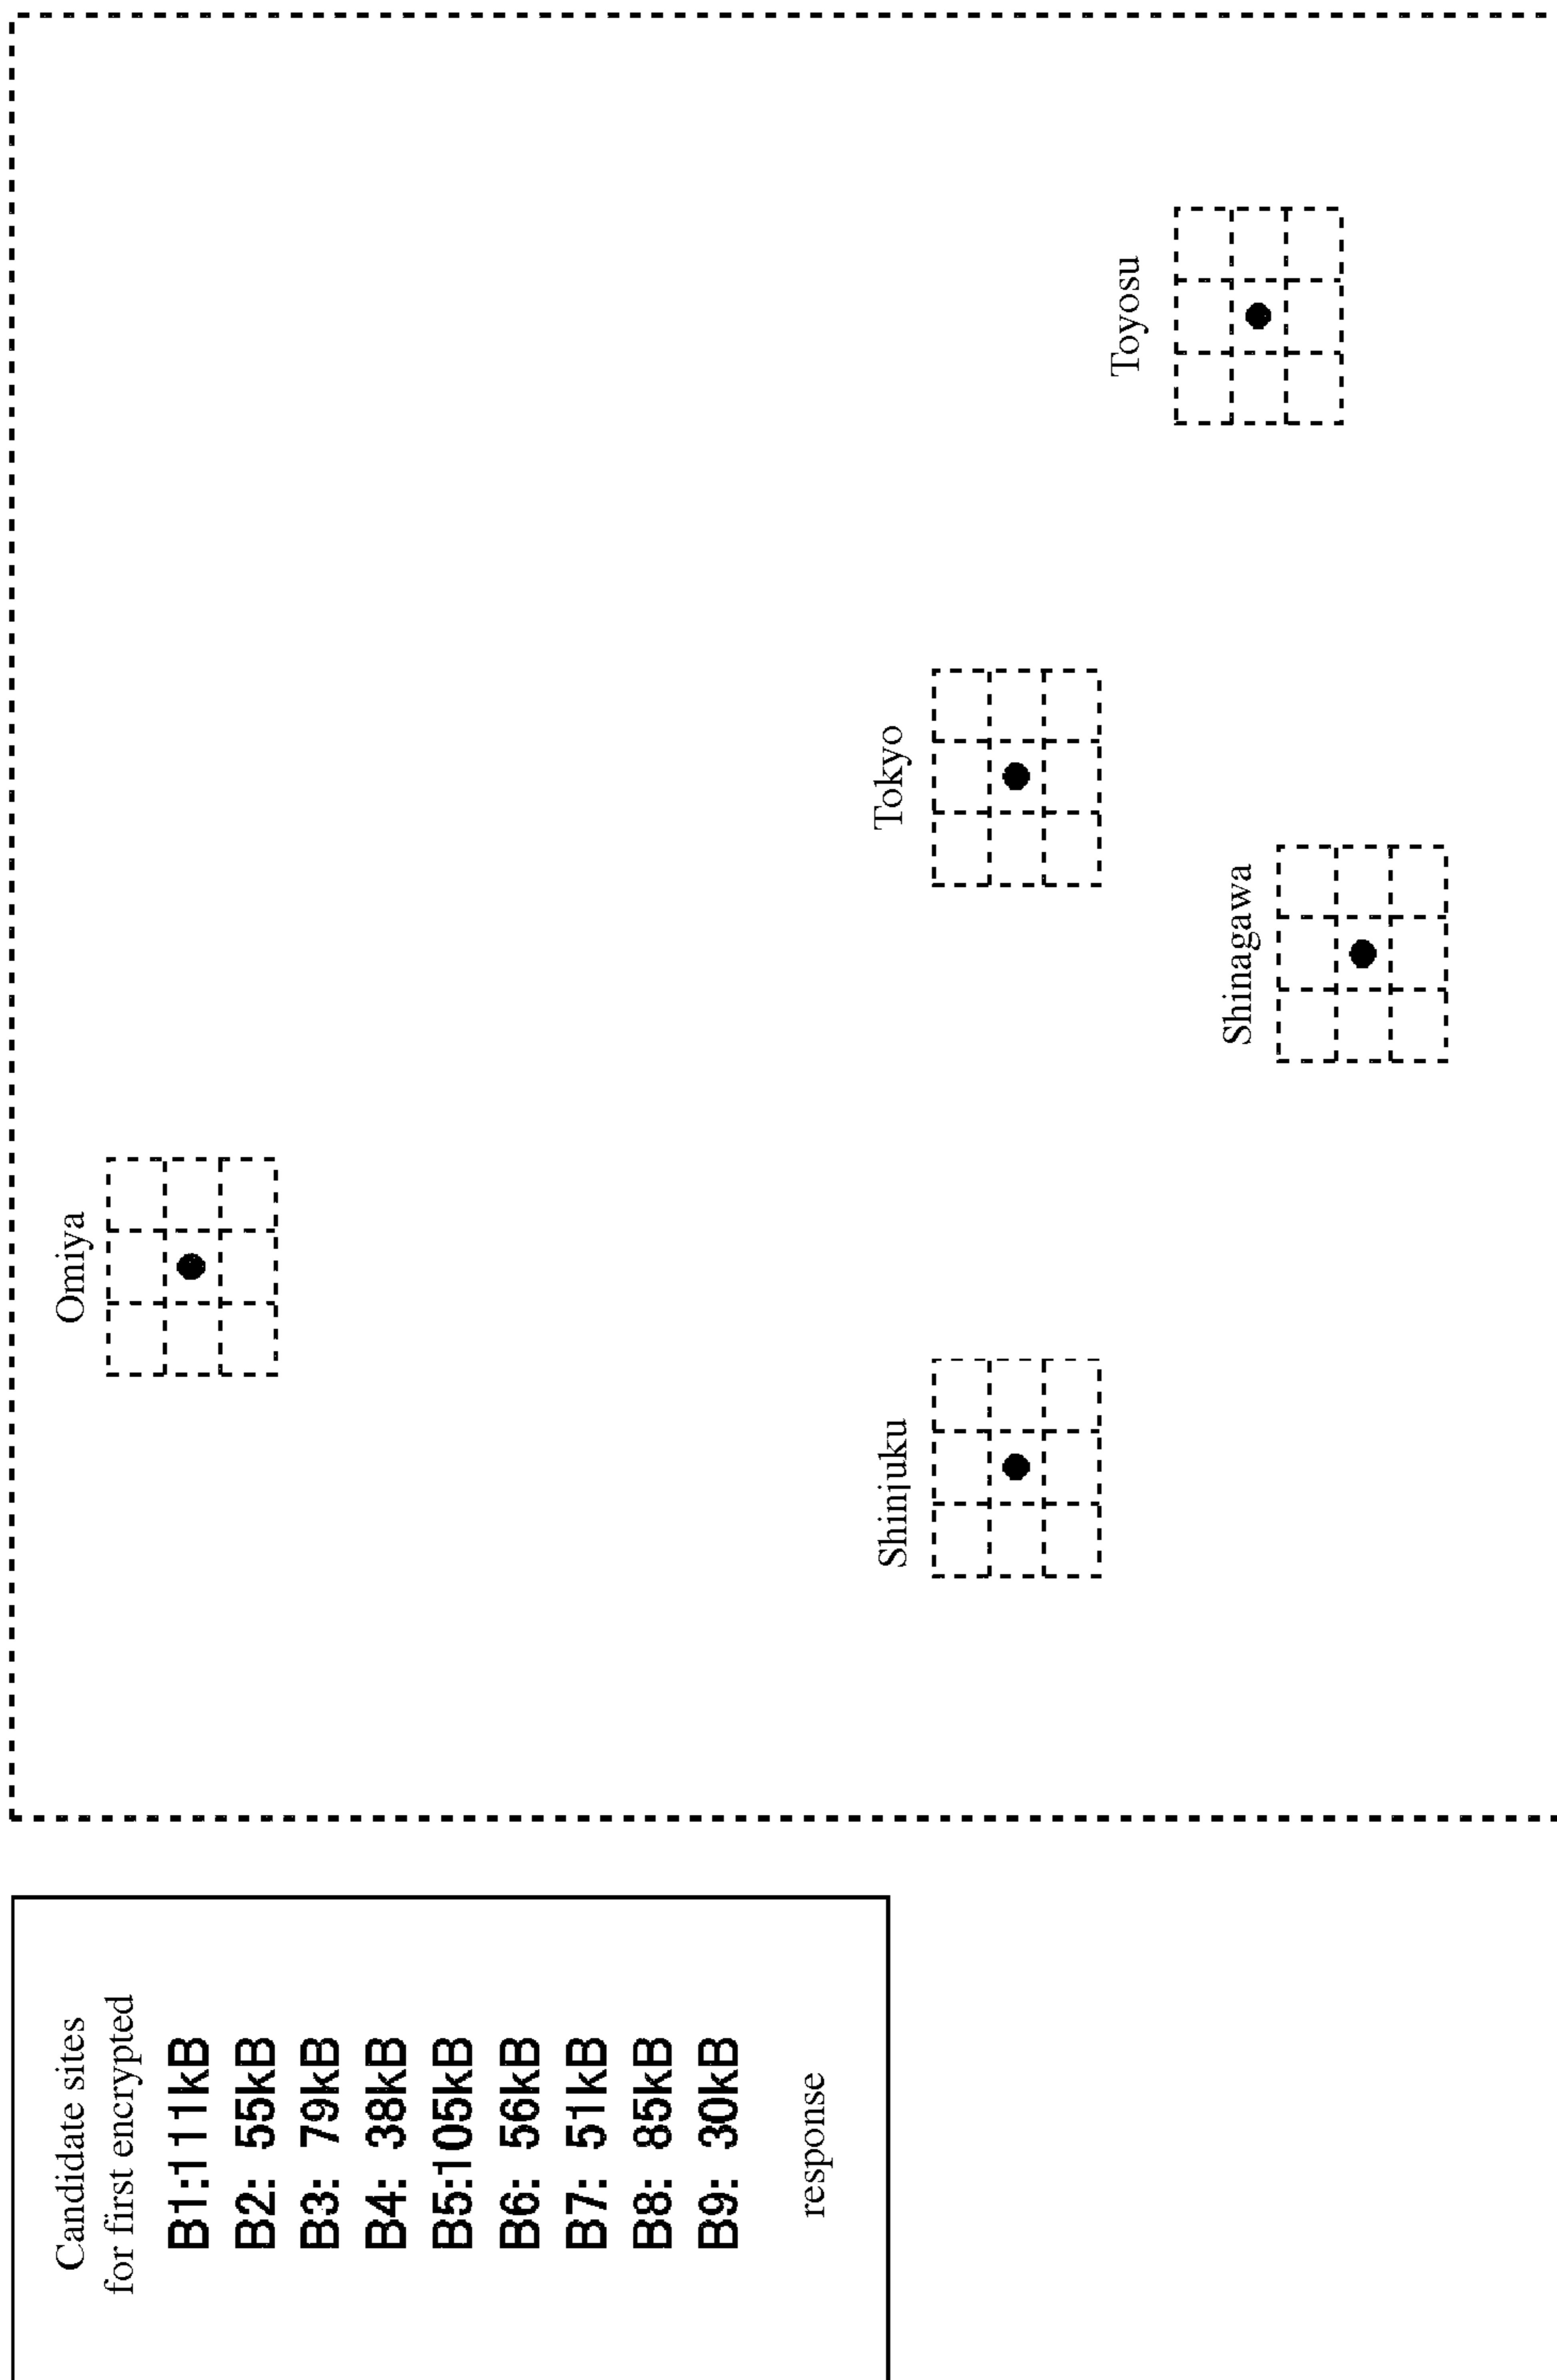 Candidate sites
for first encrypted
B1:111kB
B2: 55kB
B3: 79kB
B4: 38kB
B5:105kB
B6: 56kB
B7: 51kB
B8: 85kB
B9: 30kB
response
Omiya
Shinjuku
Tokyo
Shinagawa
Toyosu